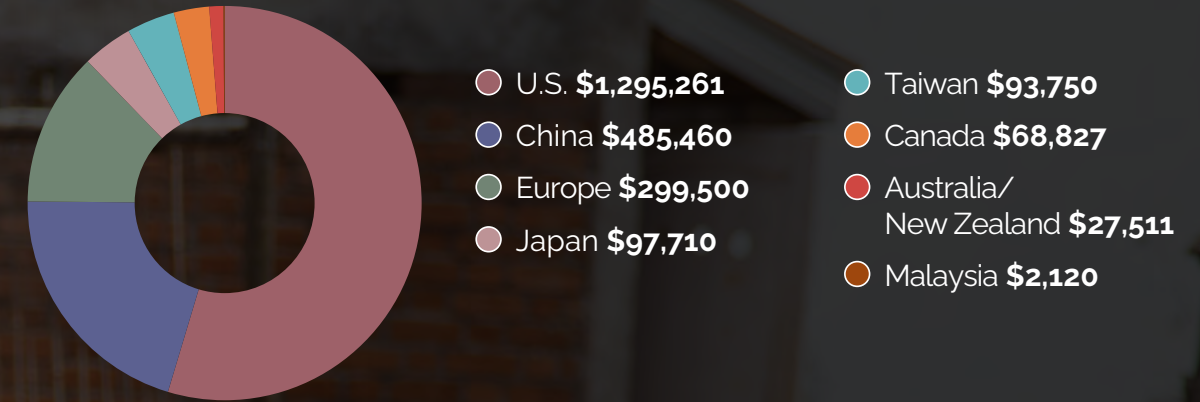 U.S. $1,295,261
China $485,460
Europe $299,500
Japan $97,710
Taiwan $93,750
Canada $68,827
Australia/
New Zealand $27,511
Malaysia $2,120